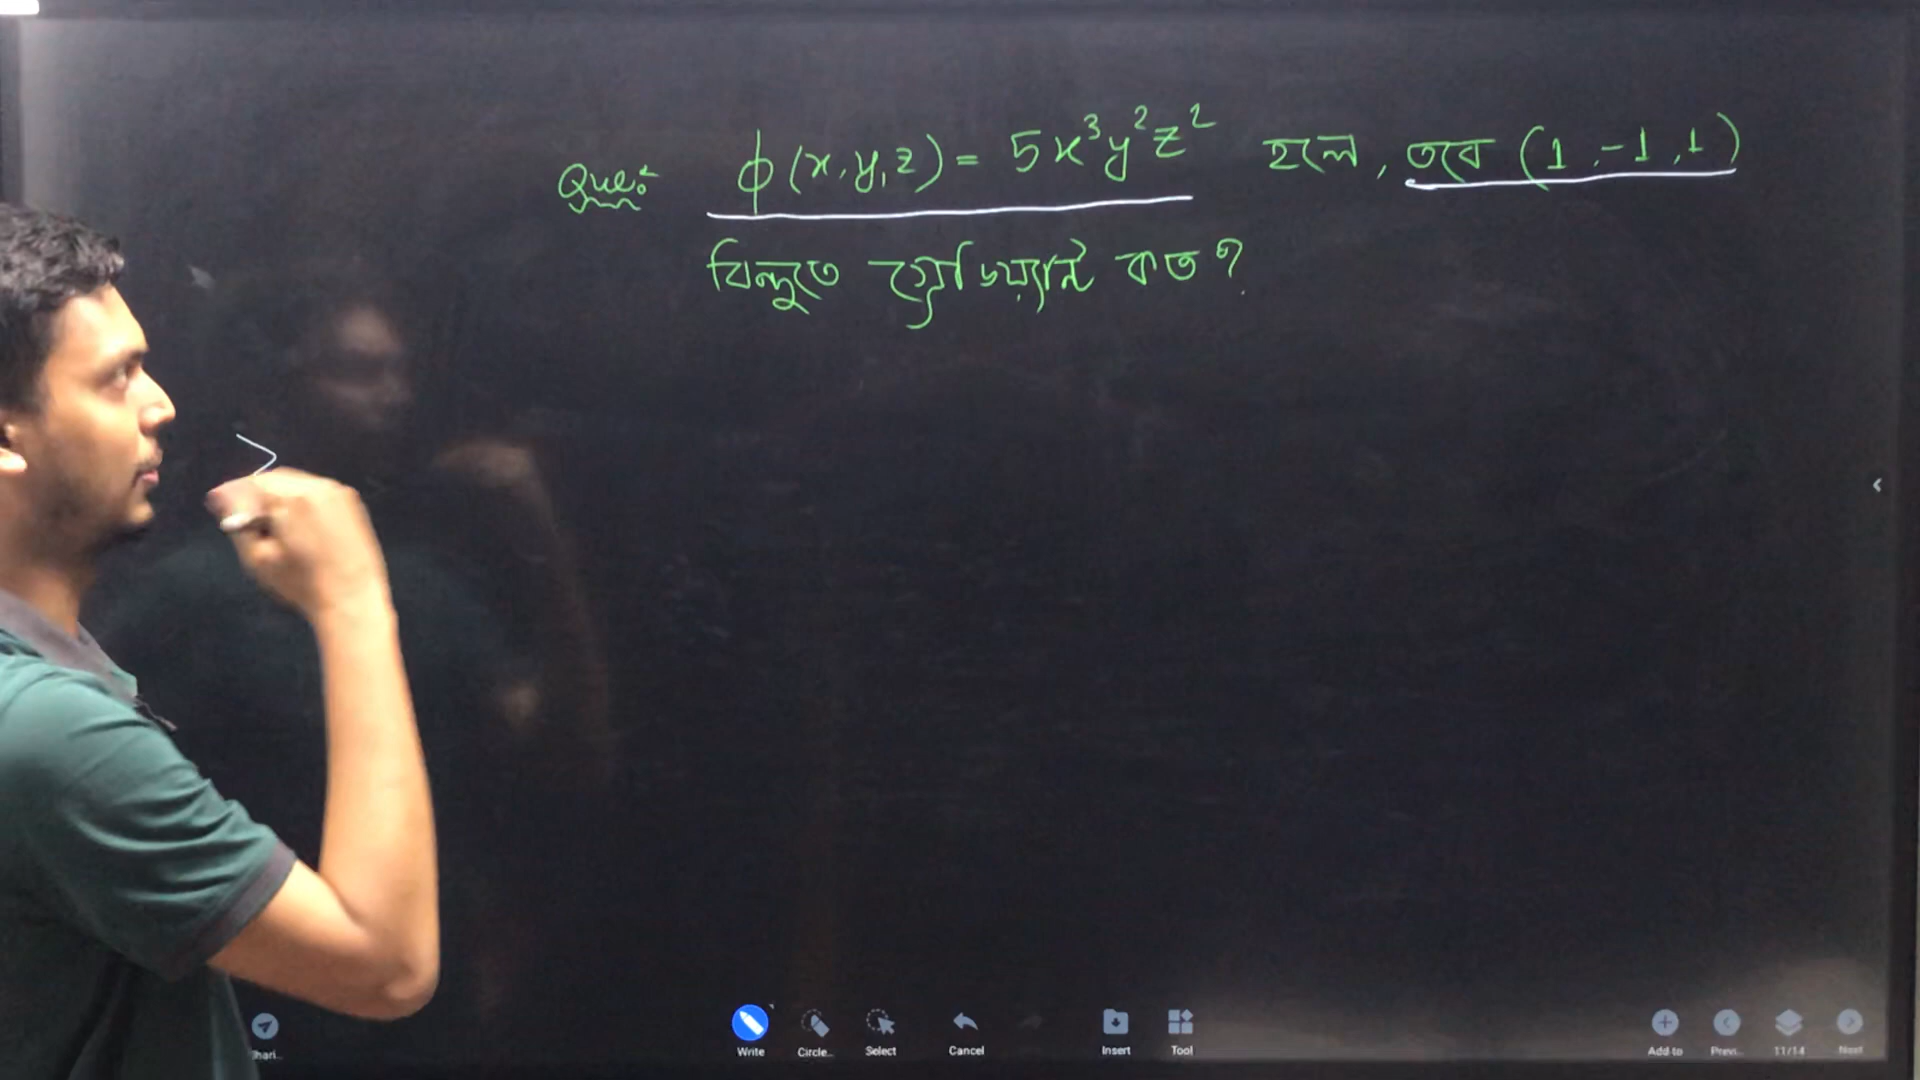 Que: ϕ(x,y,z) = 5x³y²z² হলে, তবে (1,-1,1)
বিন্দুতে গ্রেডিয়্যান্ট কত?
>
<
Write Circle.. Select Cancel Insert Tool Add to Previ.. 11/14 Next